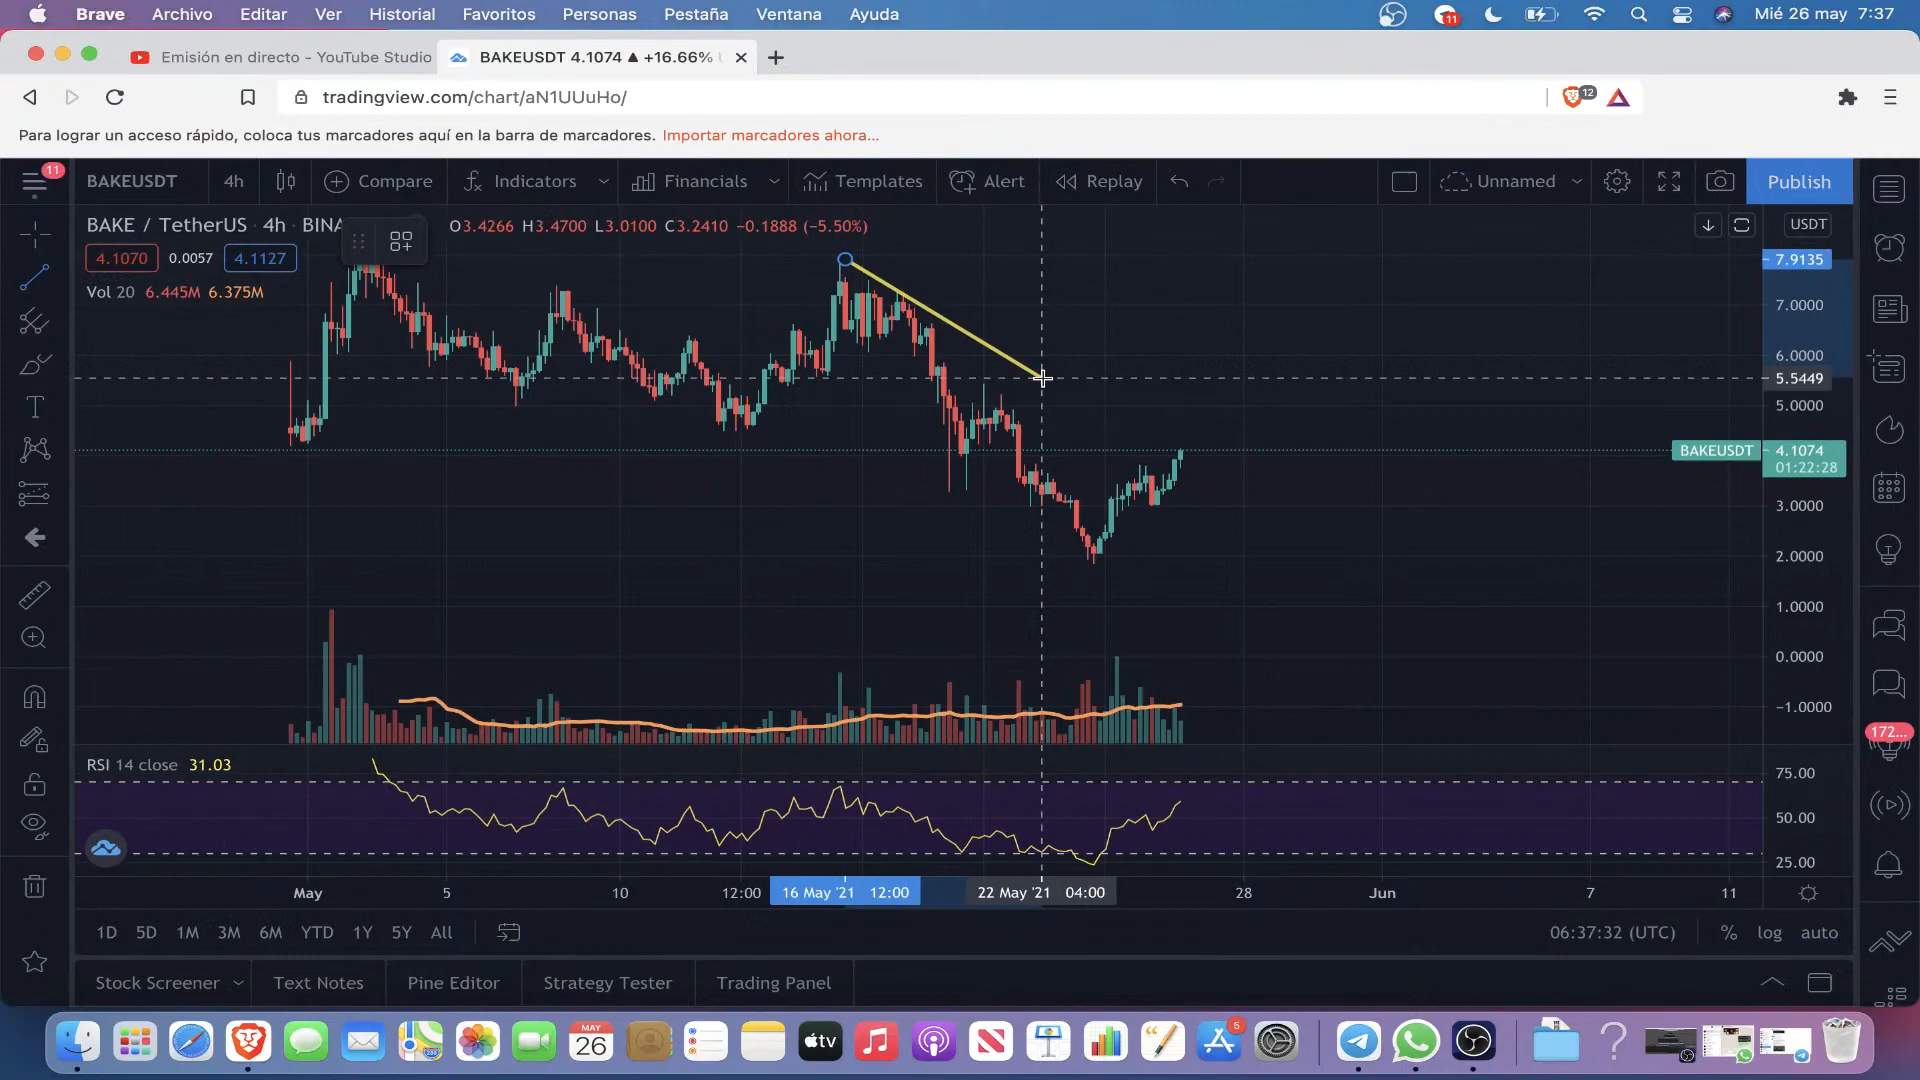 Brave Archivo Editar Ver Historial Favoritos Personas Pestaña Ventana Ayuda 11 Mié 26 may 7:37
Emisión en directo - YouTube Studio BAKEUSDT 4.1074 ▲ +16.66%
tradingview.com/chart/aN1UUuHo/ 12
Para lograr un acceso rápido, coloca tus marcadores aquí en la barra de marcadores. Importar marcadores ahora...
11 BAKEUSDT 4h Compare Indicators Financials Templates Alert Replay Unnamed Publish
BAKE / TetherUS · 4h · BINA O3.4266 H3.4700 L3.0100 C3.2410 −0.1888 (−5.50%) USDT
4.1070 0.0057 4.1127
Vol 20 6.445M 6.375M
7.9135
7.0000
6.0000
5.5449
5.0000
BAKEUSDT 4.1074
01:22:28
3.0000
2.0000
1.0000
0.0000
−1.0000
172...
RSI 14 close 31.03
75.00
50.00
25.00
May 5 10 12:00 16 May '21 12:00 22 May '21 04:00 28 Jun 7 11
1D 5D 1M 3M 6M YTD 1Y 5Y All 06:37:32 (UTC) % log auto
Stock Screener Text Notes Pine Editor Strategy Tester Trading Panel
MAY
26
tv
5